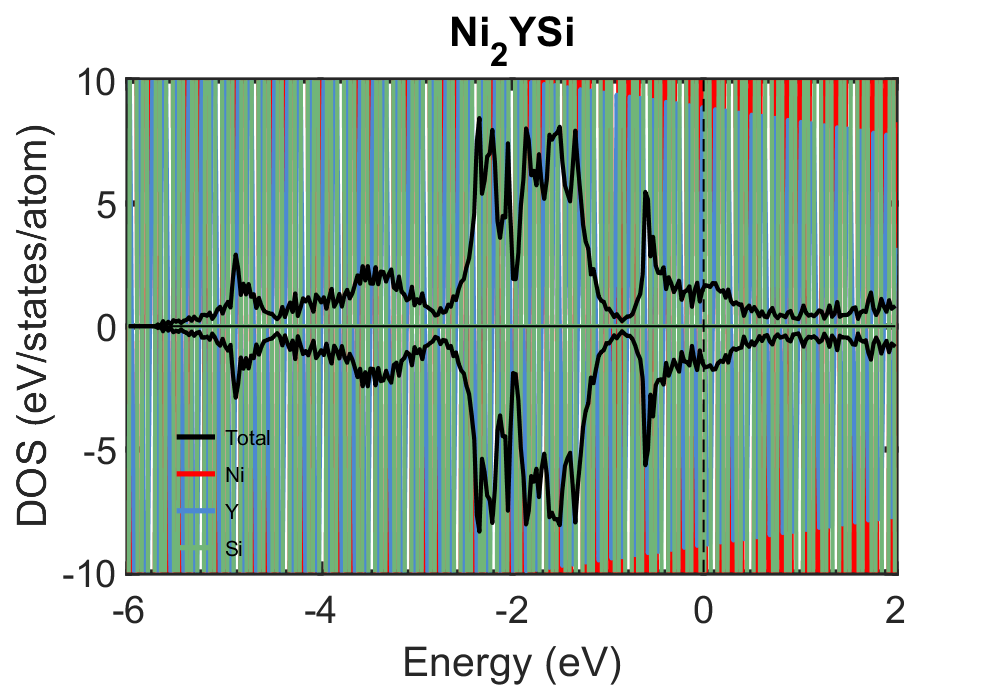 Ni2YSi
DOS (eV/states/atom)
10
5
0
-5
-10
Total
Ni
Y
Si
-6 -4 -2 0 2
Energy (eV)